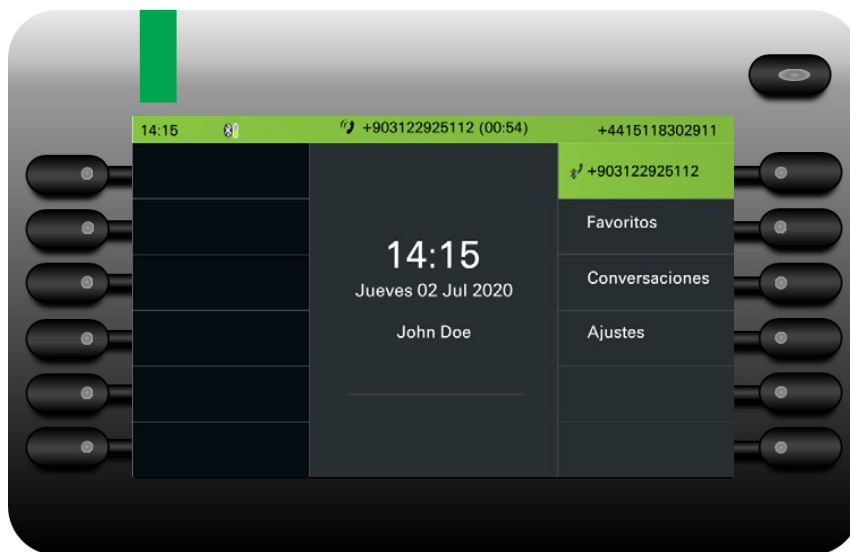 14:15 +903122925112 (00:54) +4415118302911
+903122925112
Favoritos
14:15
Jueves 02 Jul 2020
Conversaciones
John Doe
Ajustes